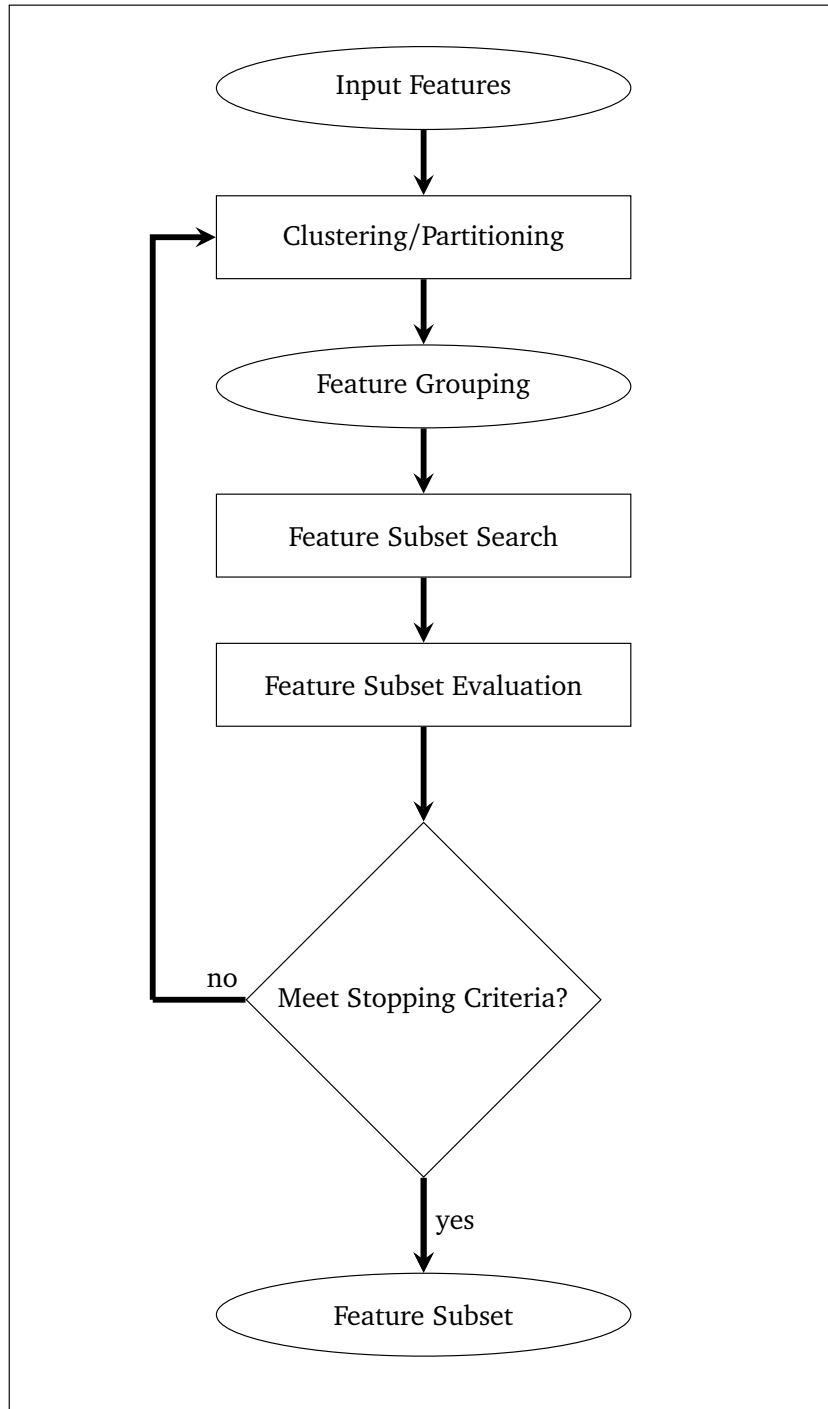 Input Features
Clustering/Partitioning
Feature Grouping
Feature Subset Search
Feature Subset Evaluation
no
Meet Stopping Criteria?
yes
Feature Subset